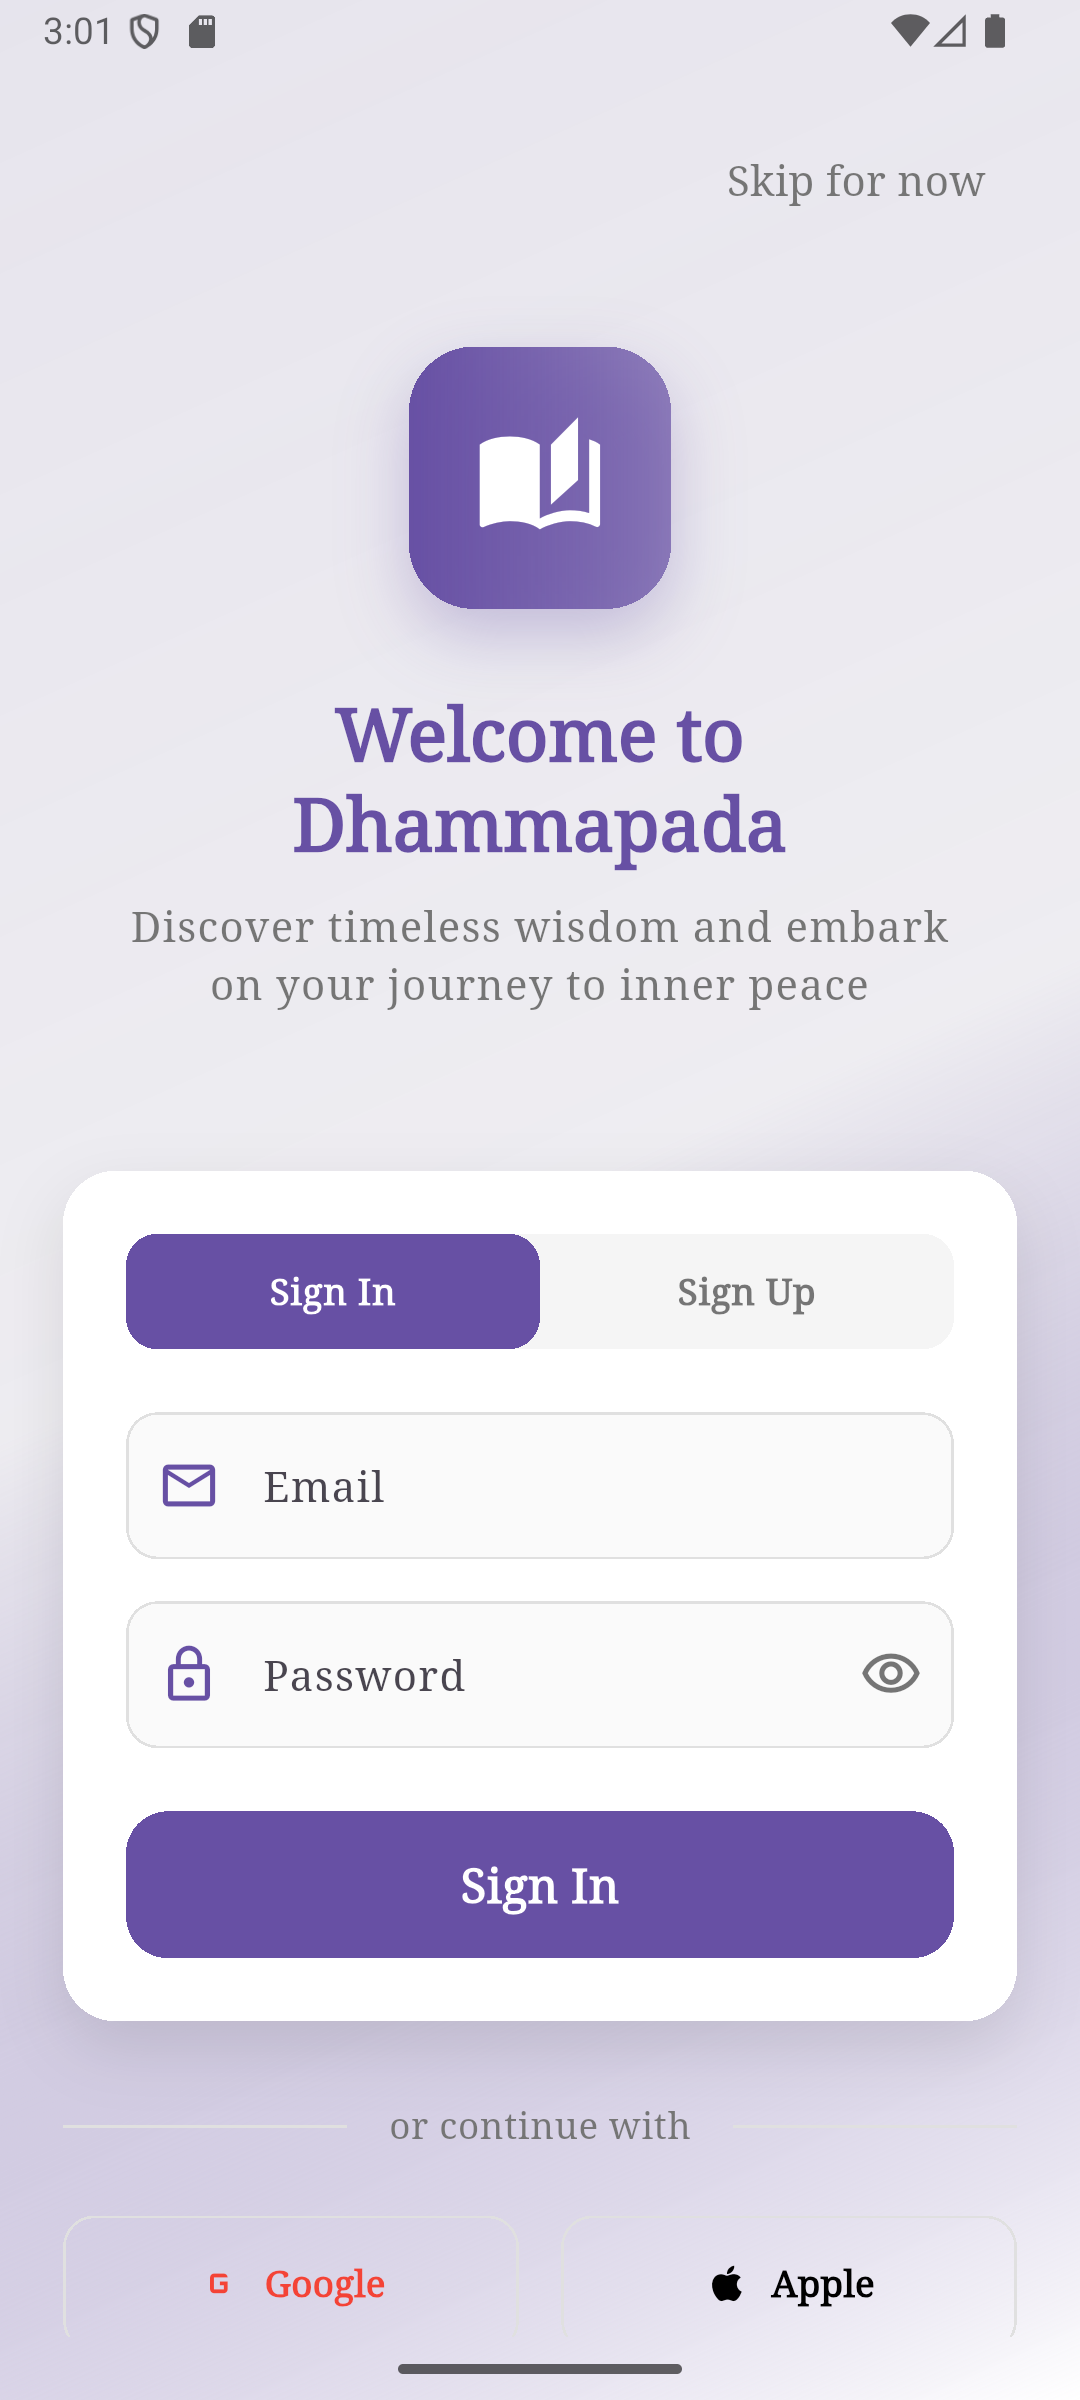 3:01
Skip for now
Welcome to
Dhammapada
Discover timeless wisdom and embark
on your journey to inner peace
Sign In
Sign Up
Email
Password
Sign In
or continue with
G Google
Apple